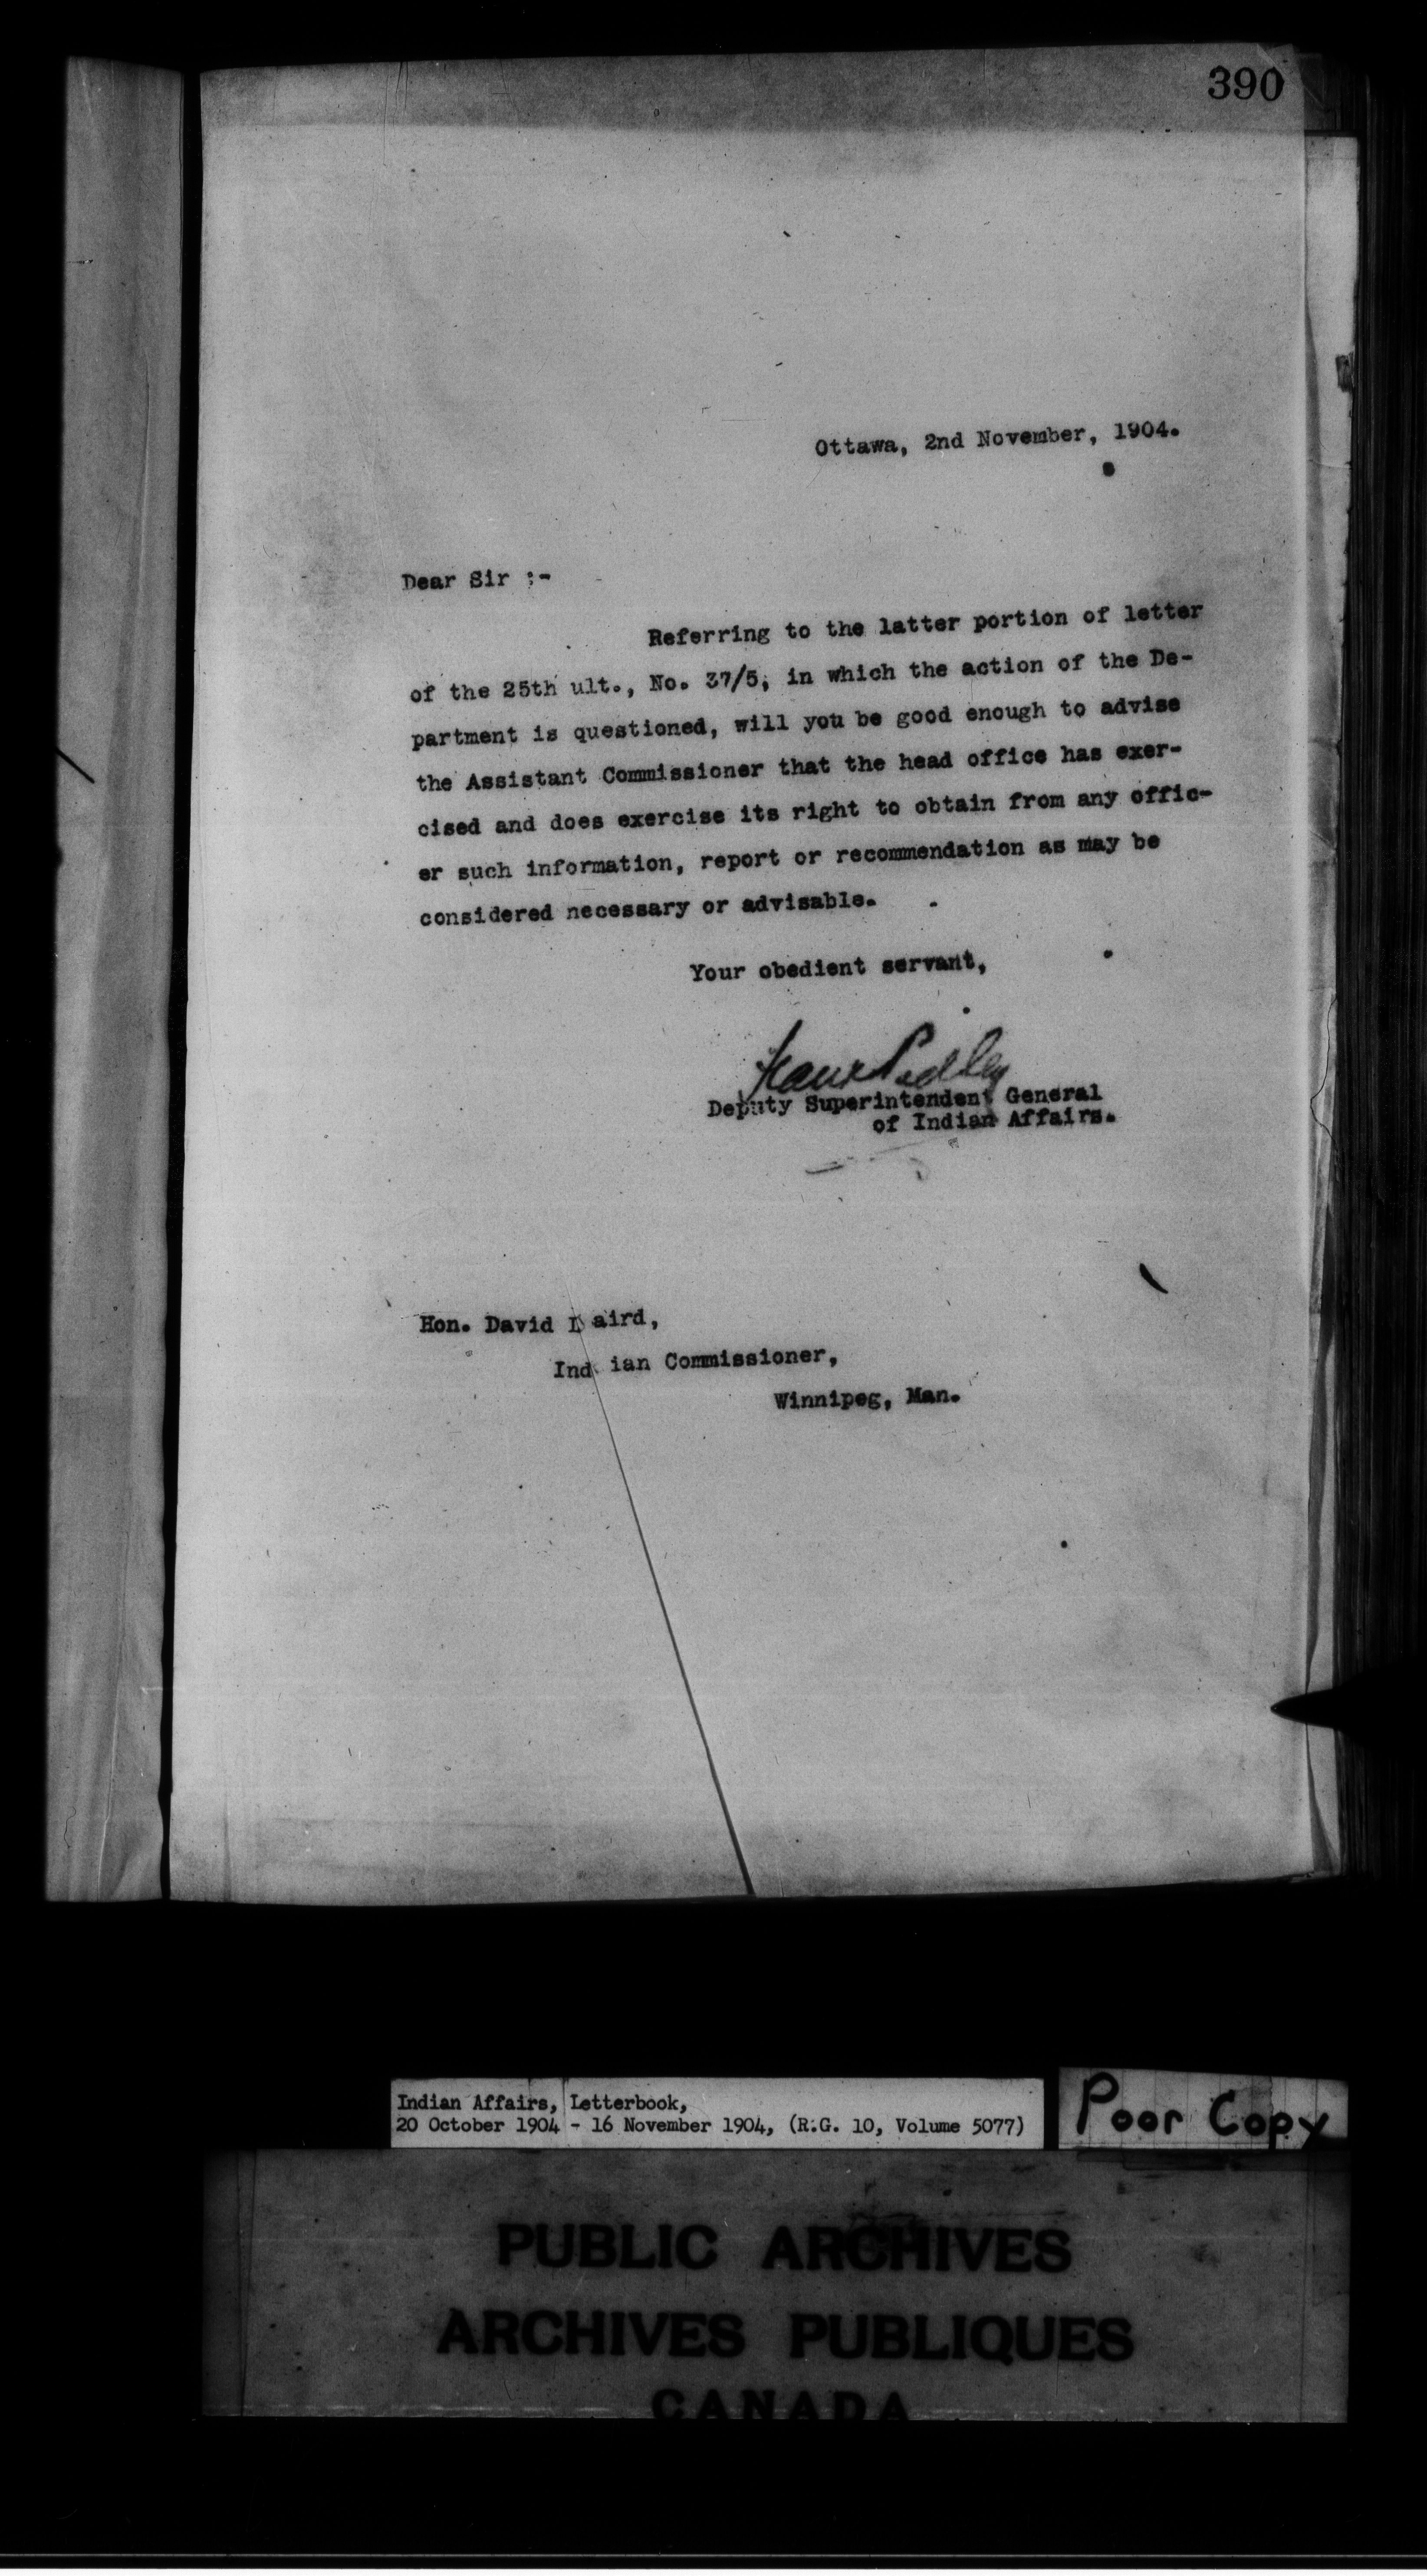 390
Ottawa, 2nd November, 1904.
Dear Sir :-
Referring to the latter portion of letter
of the 25th ult., No. 37/5, in which the action of the De-
partment is questioned, will you be good enough to advise
the Assistant Commissioner that the head office has exer-
cised and does exercise its right to obtain from any offic-
er such information, report or recommendation as may be
considered necessary or advisable.
Your obedient servant,
Frank Pedley
Deputy Superintendent General
of Indian Affairs.
Hon. David Laird,
Indian Commissioner,
Winnipeg, Man.
Indian Affairs, Letterbook,
20 October 1904 - 16 November 1904, (R.G. 10, Volume 5077)
Poor Copy
PUBLIC ARCHIVES
ARCHIVES PUBLIQUES
CANADA